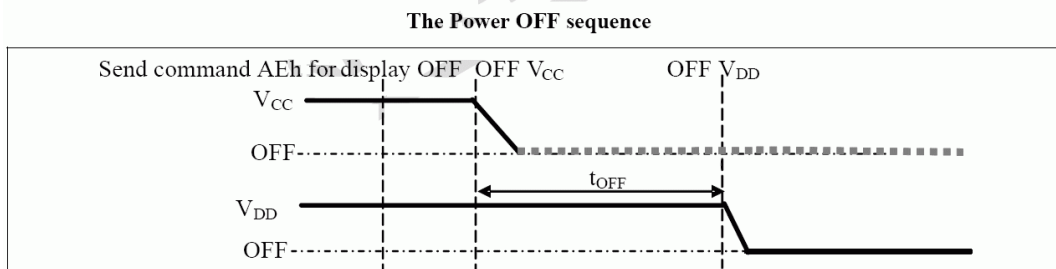 The Power OFF sequence
Send command AEh for display OFF OFF VCC OFF VDD
VCC
OFF
tOFF
VDD
OFF